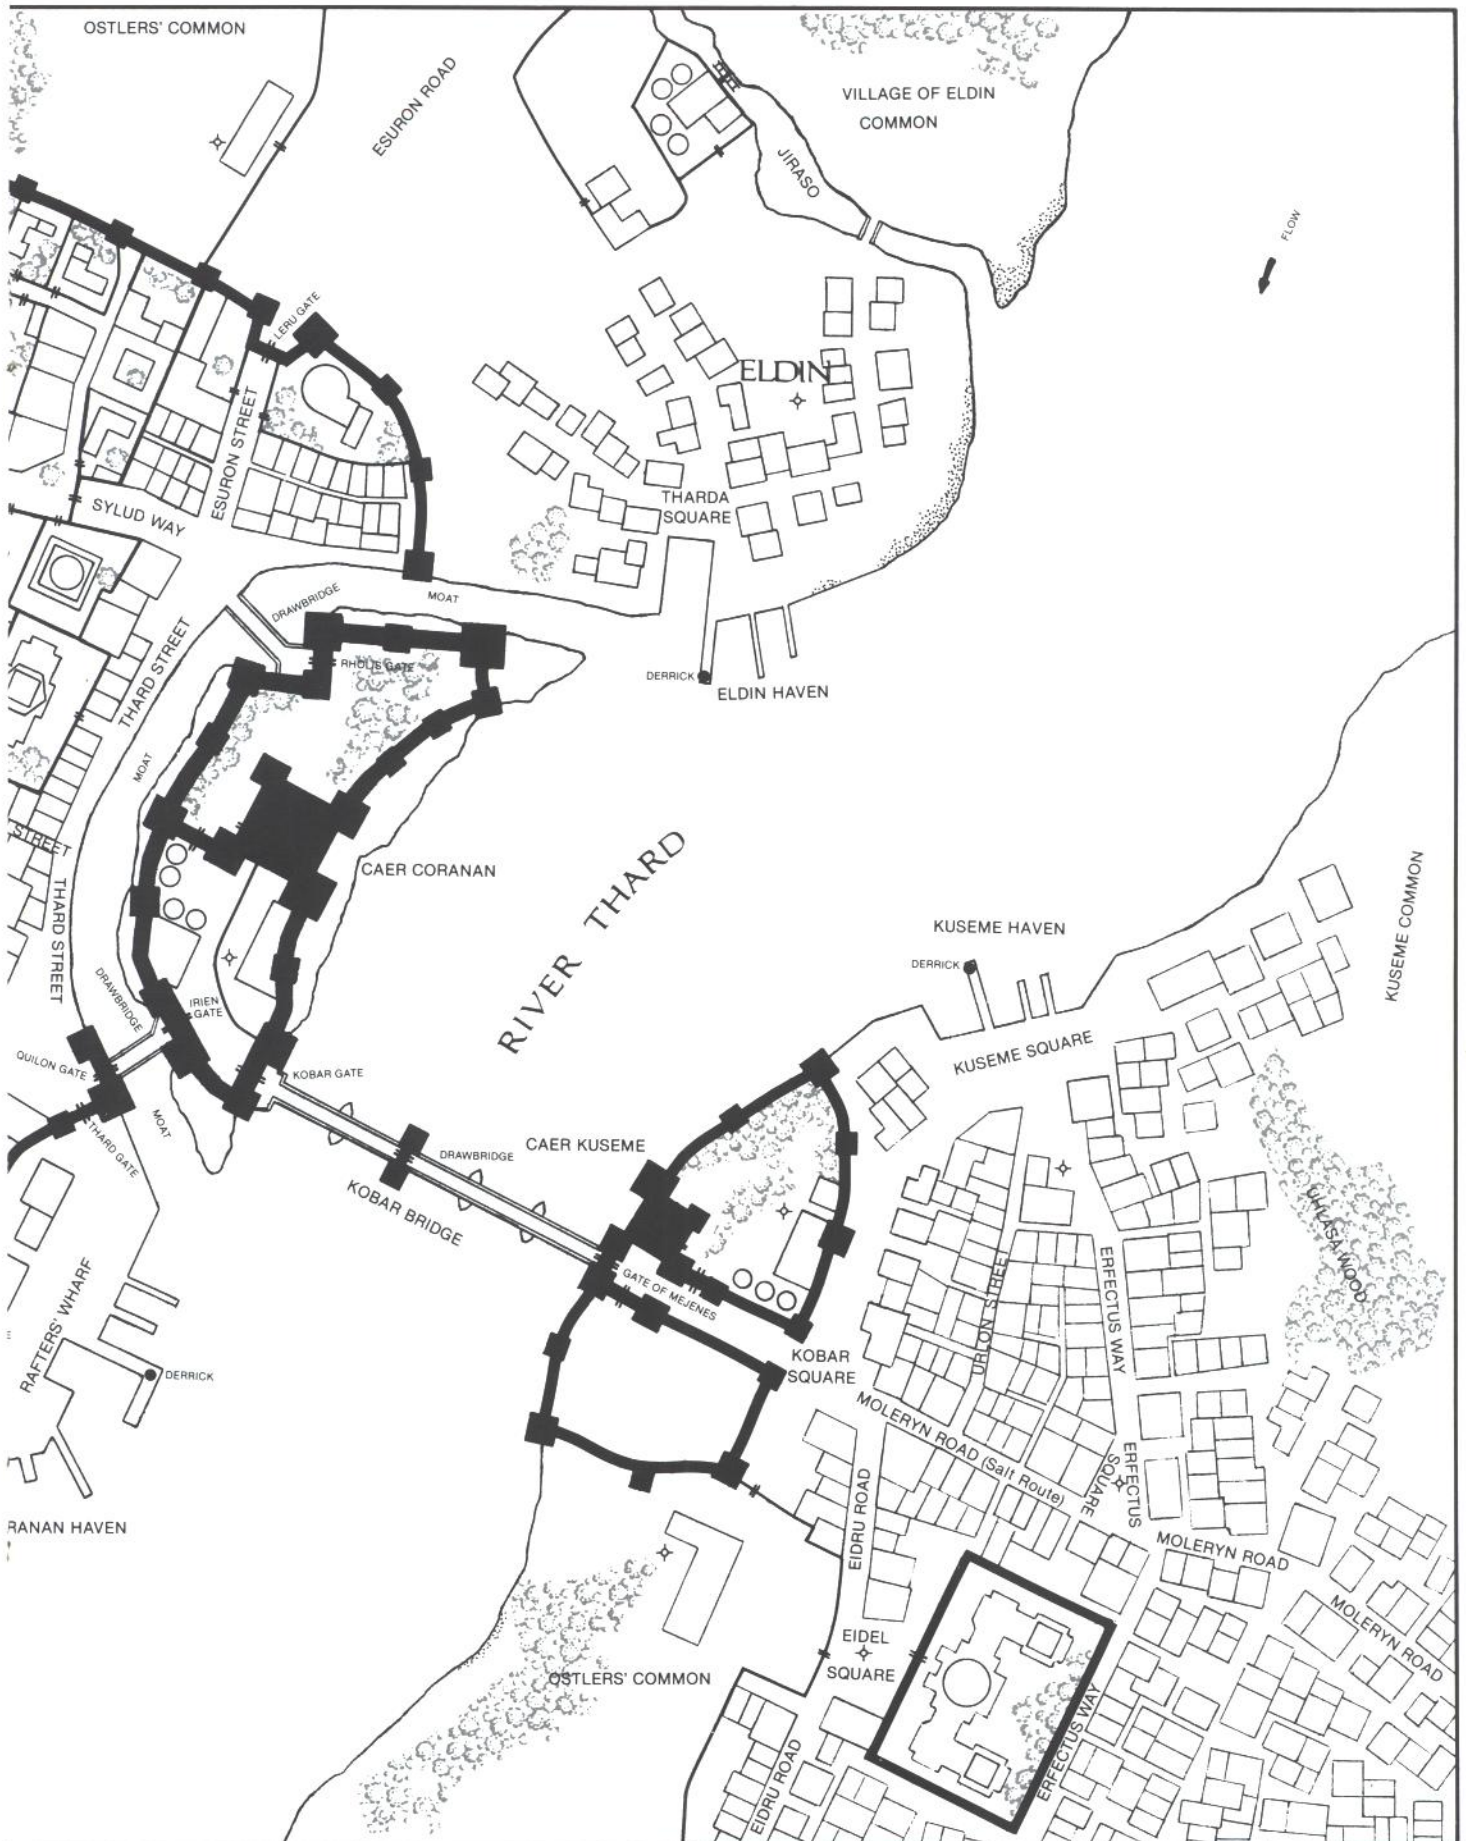 OSTLERS' COMMON
ESURON ROAD
VILLAGE OF ELDIN
COMMON
JIRASO
FLOW
LERU GATE
ELDIN
ESURON STREET
SYLUD WAY
THARDA
SQUARE
DRAWBRIDGE
MOAT
RHOLIS GATE
THARD STREET
DERRICK
ELDIN HAVEN
MOAT
STREET
CAER CORANAN
RIVER THARD
THARD STREET
KUSEME HAVEN
DERRICK
KUSEME COMMON
DRAWBRIDGE
IRIEN
GATE
KUSEME SQUARE
QUILON GATE
KOBAR GATE
MOAT
THARD GATE
DRAWBRIDGE
CAER KUSEME
KOBAR BRIDGE
UHLASA WOOD
RAFTERS' WHARF
GATE OF MEJENES
URLON STREE
ERFECTUS WAY
DERRICK
KOBAR
SQUARE
MOLERYN ROAD (Salt Route)
ERFECTUS
SQUARE
EIDRU ROAD
RANAN HAVEN
MOLERYN ROAD
MOLERYN ROAD
EIDEL
SQUARE
OSTLERS' COMMON
ERFECTUS WAY
EIDRU ROAD